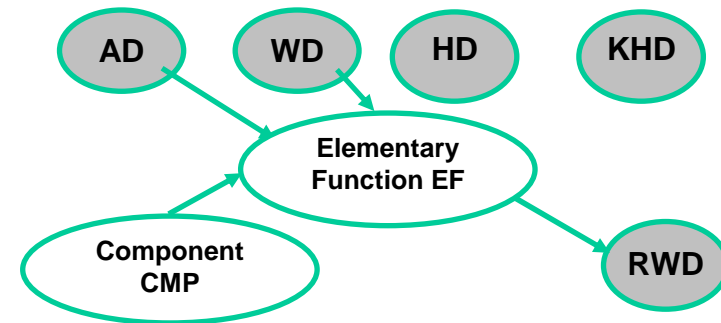 AD
WD
HD
KHD
Elementary
Function EF
Component
CMP
RWD